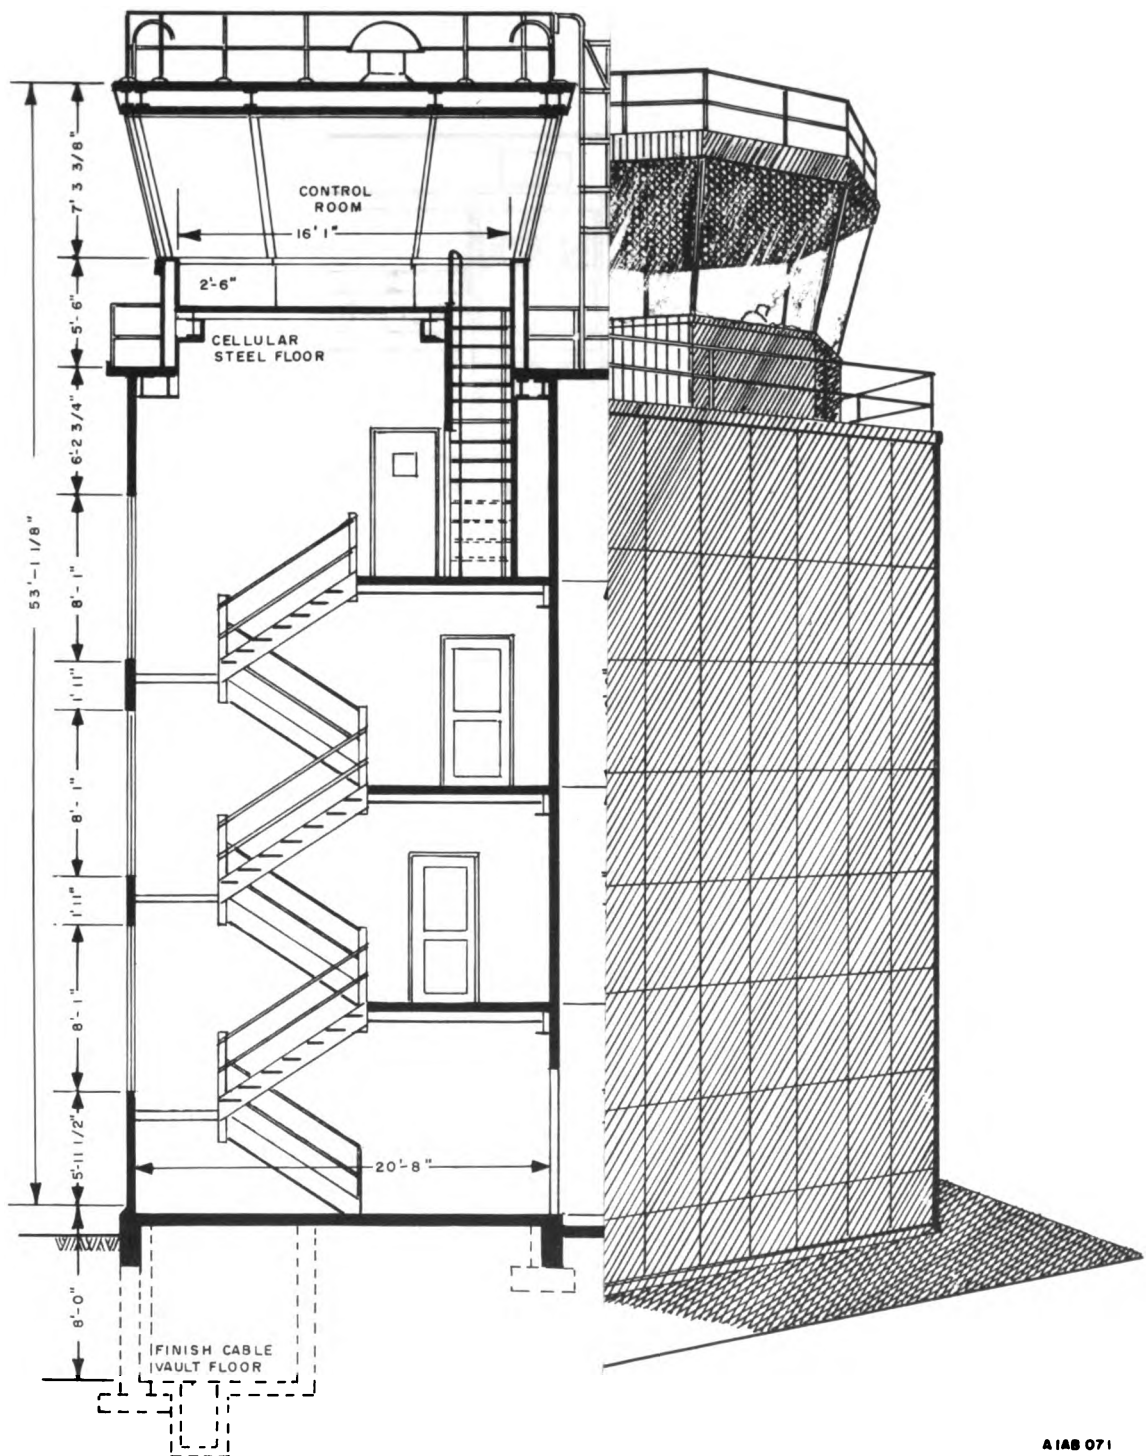 7' 3 3/8"
CONTROL
ROOM
16' 1"
2'-6"
5'- 6"
CELLULAR
STEEL FLOOR
6'-2 3/4"
53'-1 1/8"
8'- 1"
1'11"
8'- 1"
1'11"
8'- 1"
5'-11 1/2"
20'-8"
8'-0"
FINISH CABLE
VAULT FLOOR
A1AB 071